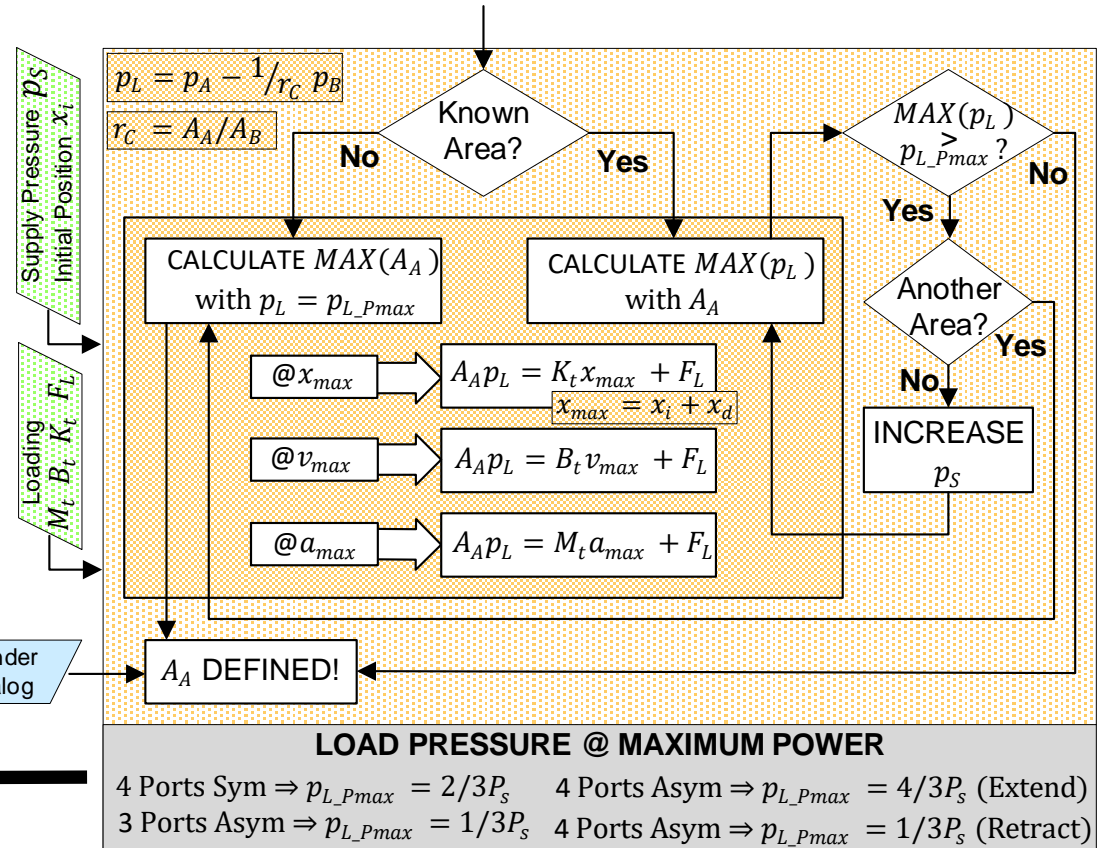 Supply Pressure p_S
Initial Position x_i
Loading
M_t B_t K_t F_L
p_L = p_A − 1/r_C p_B
r_C = A_A/A_B
Known
Area?
No
Yes
MAX(p_L)
>
p_L_Pmax ?
No
Yes
CALCULATE MAX(A_A)
with p_L = p_L_Pmax
CALCULATE MAX(p_L)
with A_A
Another
Area?
Yes
No
INCREASE
p_S
@x_max
A_A p_L = K_t x_max + F_L
x_max = x_i + x_d
@v_max
A_A p_L = B_t v_max + F_L
@a_max
A_A p_L = M_t a_max + F_L
nder
alog
A_A DEFINED!
LOAD PRESSURE @ MAXIMUM POWER
4 Ports Sym ⇒ p_L_Pmax = 2/3P_s
4 Ports Asym ⇒ p_L_Pmax = 4/3P_s (Extend)
3 Ports Asym ⇒ p_L_Pmax = 1/3P_s
4 Ports Asym ⇒ p_L_Pmax = 1/3P_s (Retract)